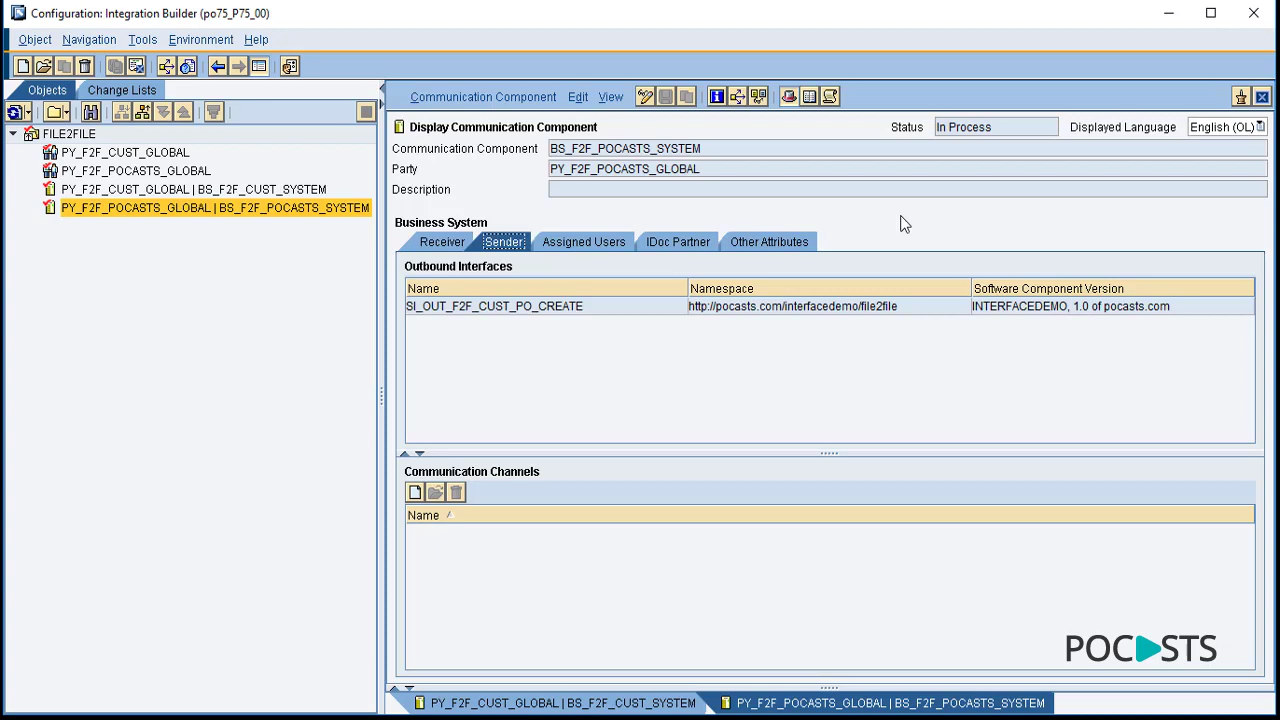 Configuration: Integration Builder (po75_P75_00)
Object Navigation Tools Environment Help
Objects Change Lists
FILE2FILE
PY_F2F_CUST_GLOBAL
PY_F2F_POCASTS_GLOBAL
PY_F2F_CUST_GLOBAL | BS_F2F_CUST_SYSTEM
PY_F2F_POCASTS_GLOBAL | BS_F2F_POCASTS_SYSTEM
Communication Component Edit View
Display Communication Component Status In Process Displayed Language English (OL)
Communication Component BS_F2F_POCASTS_SYSTEM
Party PY_F2F_POCASTS_GLOBAL
Description
Business System
Receiver Sender Assigned Users IDoc Partner Other Attributes
Outbound Interfaces
Name Namespace Software Component Version
SI_OUT_F2F_CUST_PO_CREATE http://pocasts.com/interfacedemo/file2file INTERFACEDEMO, 1.0 of pocasts.com
Communication Channels
Name
POCASTS
PY_F2F_CUST_GLOBAL | BS_F2F_CUST_SYSTEM PY_F2F_POCASTS_GLOBAL | BS_F2F_POCASTS_SYSTEM